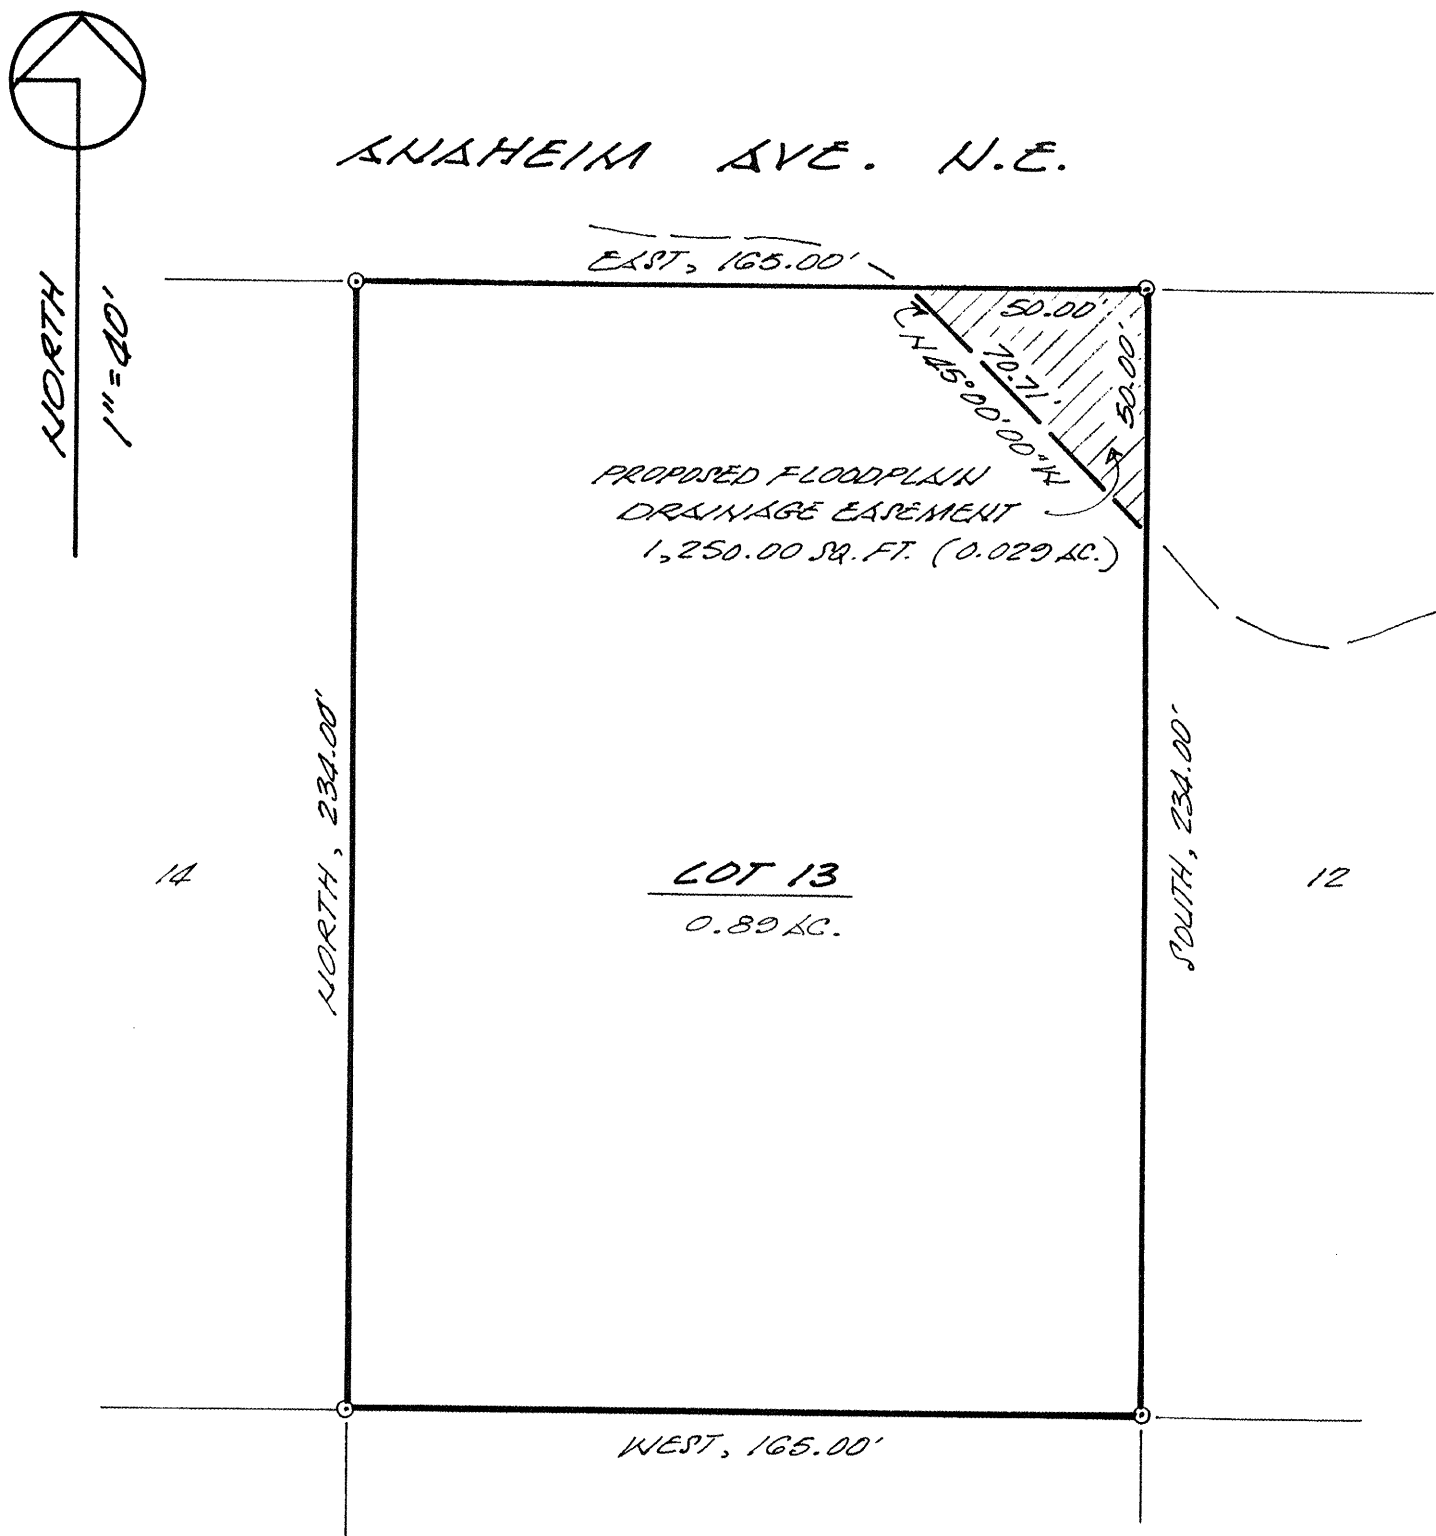 ANAHEIM AVE. N.E.
NORTH
1"=40'
EAST, 165.00'
50.00'
50.00'
70.71'
N 45°00'00" W
PROPOSED FLOODPLAIN
DRAINAGE EASEMENT
1,250.00 SQ. FT. (0.029 AC.)
NORTH, 234.00'
SOUTH, 234.00'
14
LOT 13
0.89 AC.
12
WEST, 165.00'